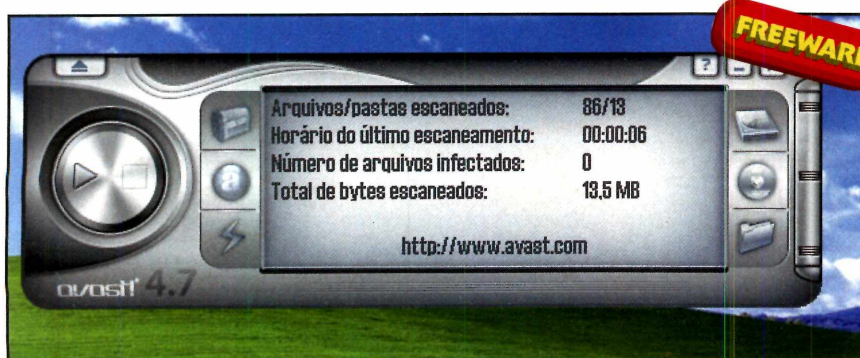 FREEWARE
?
Arquivos/pastas escaneados: 86/13
Horário do último escaneamento: 00:00:06
Número de arquivos infectados: 0
a
Total de bytes escaneados: 13,5 MB
http://www.avast.com
avast! 4.7